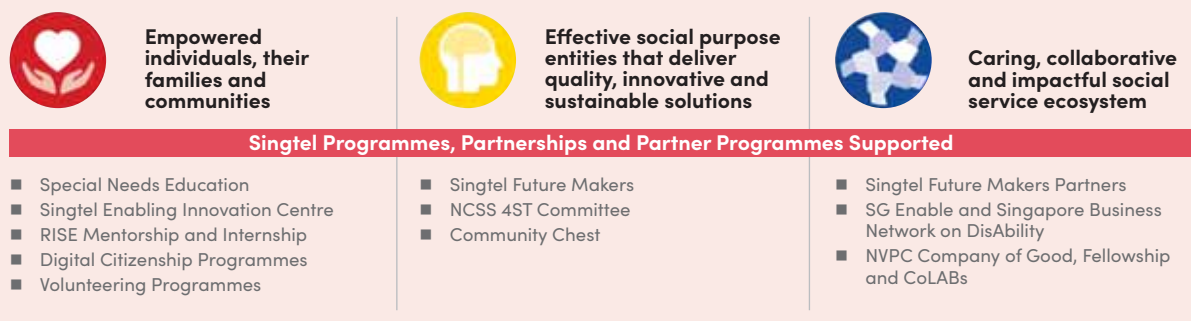 Empowered
individuals, their
families and
communities
Effective social purpose
entities that deliver
quality, innovative and
sustainable solutions
Caring, collaborative
and impactful social
service ecosystem
Singtel Programmes, Partnerships and Partner Programmes Supported
■ Special Needs Education
■ Singtel Enabling Innovation Centre
■ RISE Mentorship and Internship
■ Digital Citizenship Programmes
■ Volunteering Programmes
■ Singtel Future Makers
■ NCSS 4ST Committee
■ Community Chest
■ Singtel Future Makers Partners
■ SG Enable and Singapore Business
Network on DisAbility
■ NVPC Company of Good, Fellowship
and CoLABs